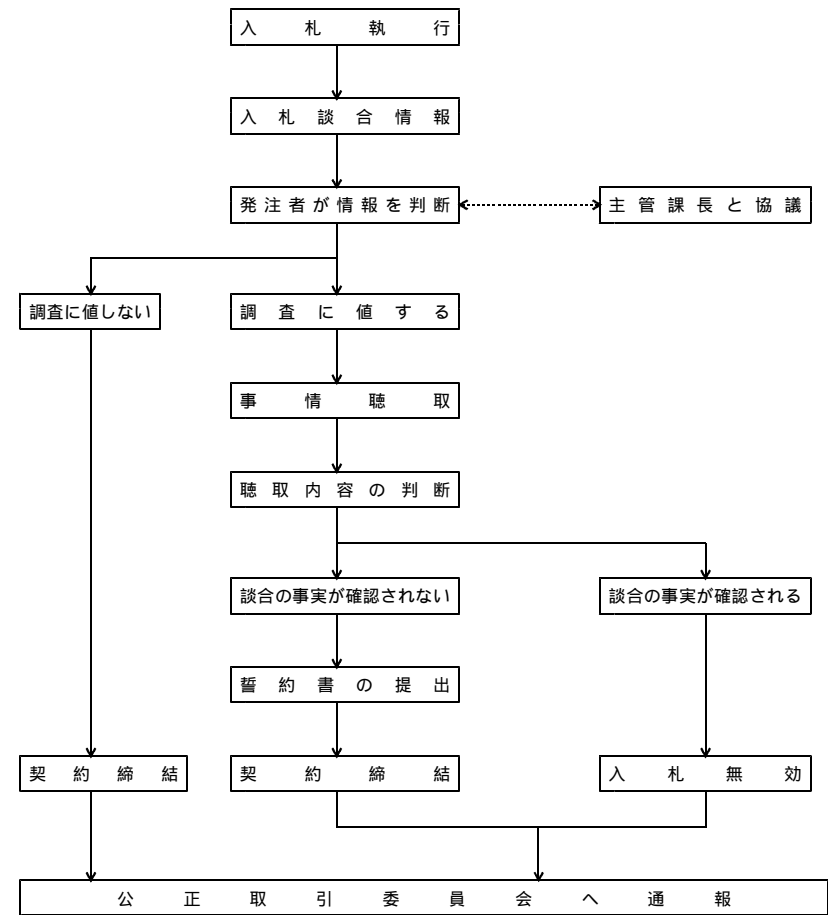 入札執行
入札談合情報
発注者が情報を判断
主管課長と協議
調査に値しない
調査に値する
事情聴取
聴取内容の判断
談合の事実が確認されない
談合の事実が確認される
誓約書の提出
契約締結
契約締結
入札無効
公正取引委員会へ通報